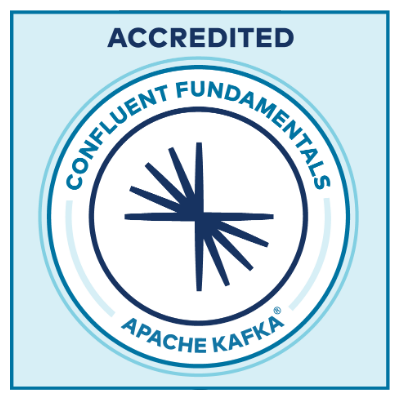 ACCREDITED
CONFLUENT FUNDAMENTALS
APACHE KAFKA®